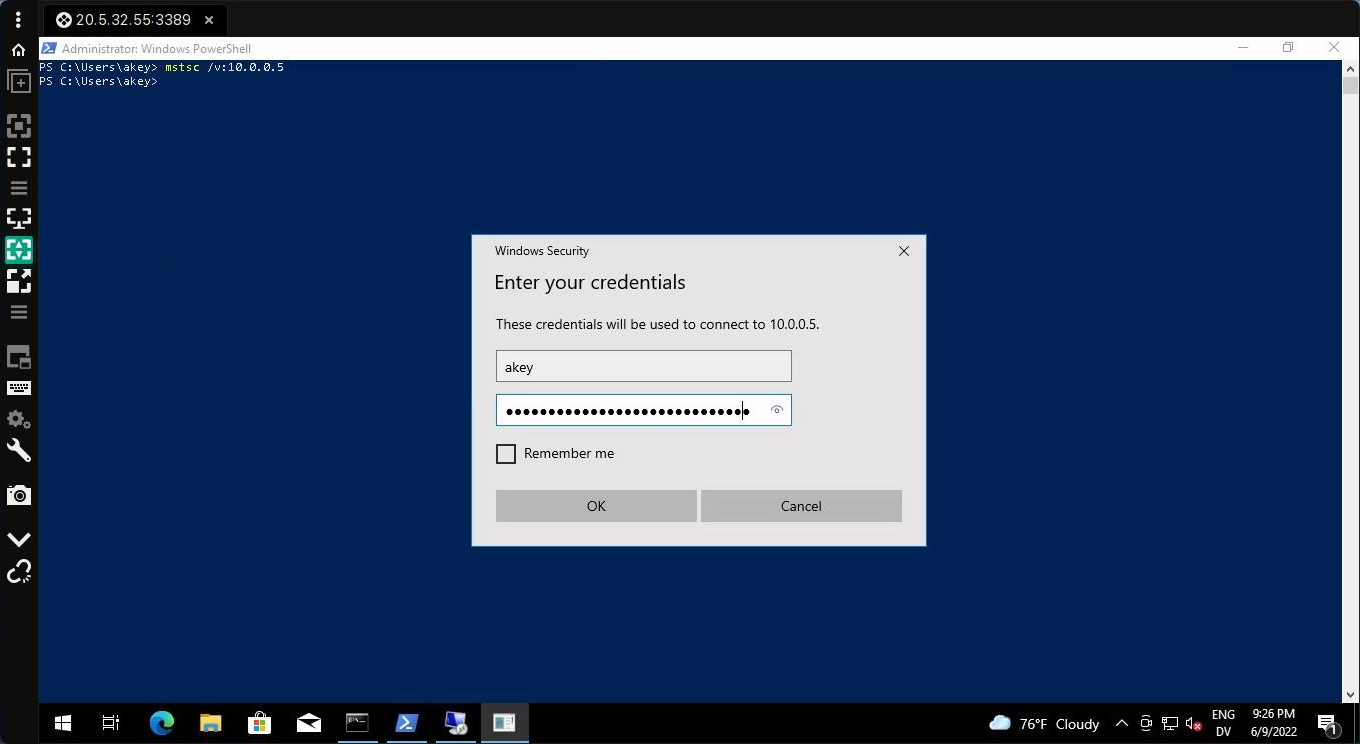 20.5.32.55:3389
Administrator: Windows PowerShell
PS C:\Users\akey> mstsc /v:10.0.0.5
PS C:\Users\akey>
Windows Security
Enter your credentials
These credentials will be used to connect to 10.0.0.5.
akey
Remember me
OK Cancel
76°F Cloudy
ENG
DV
9:26 PM
6/9/2022
1